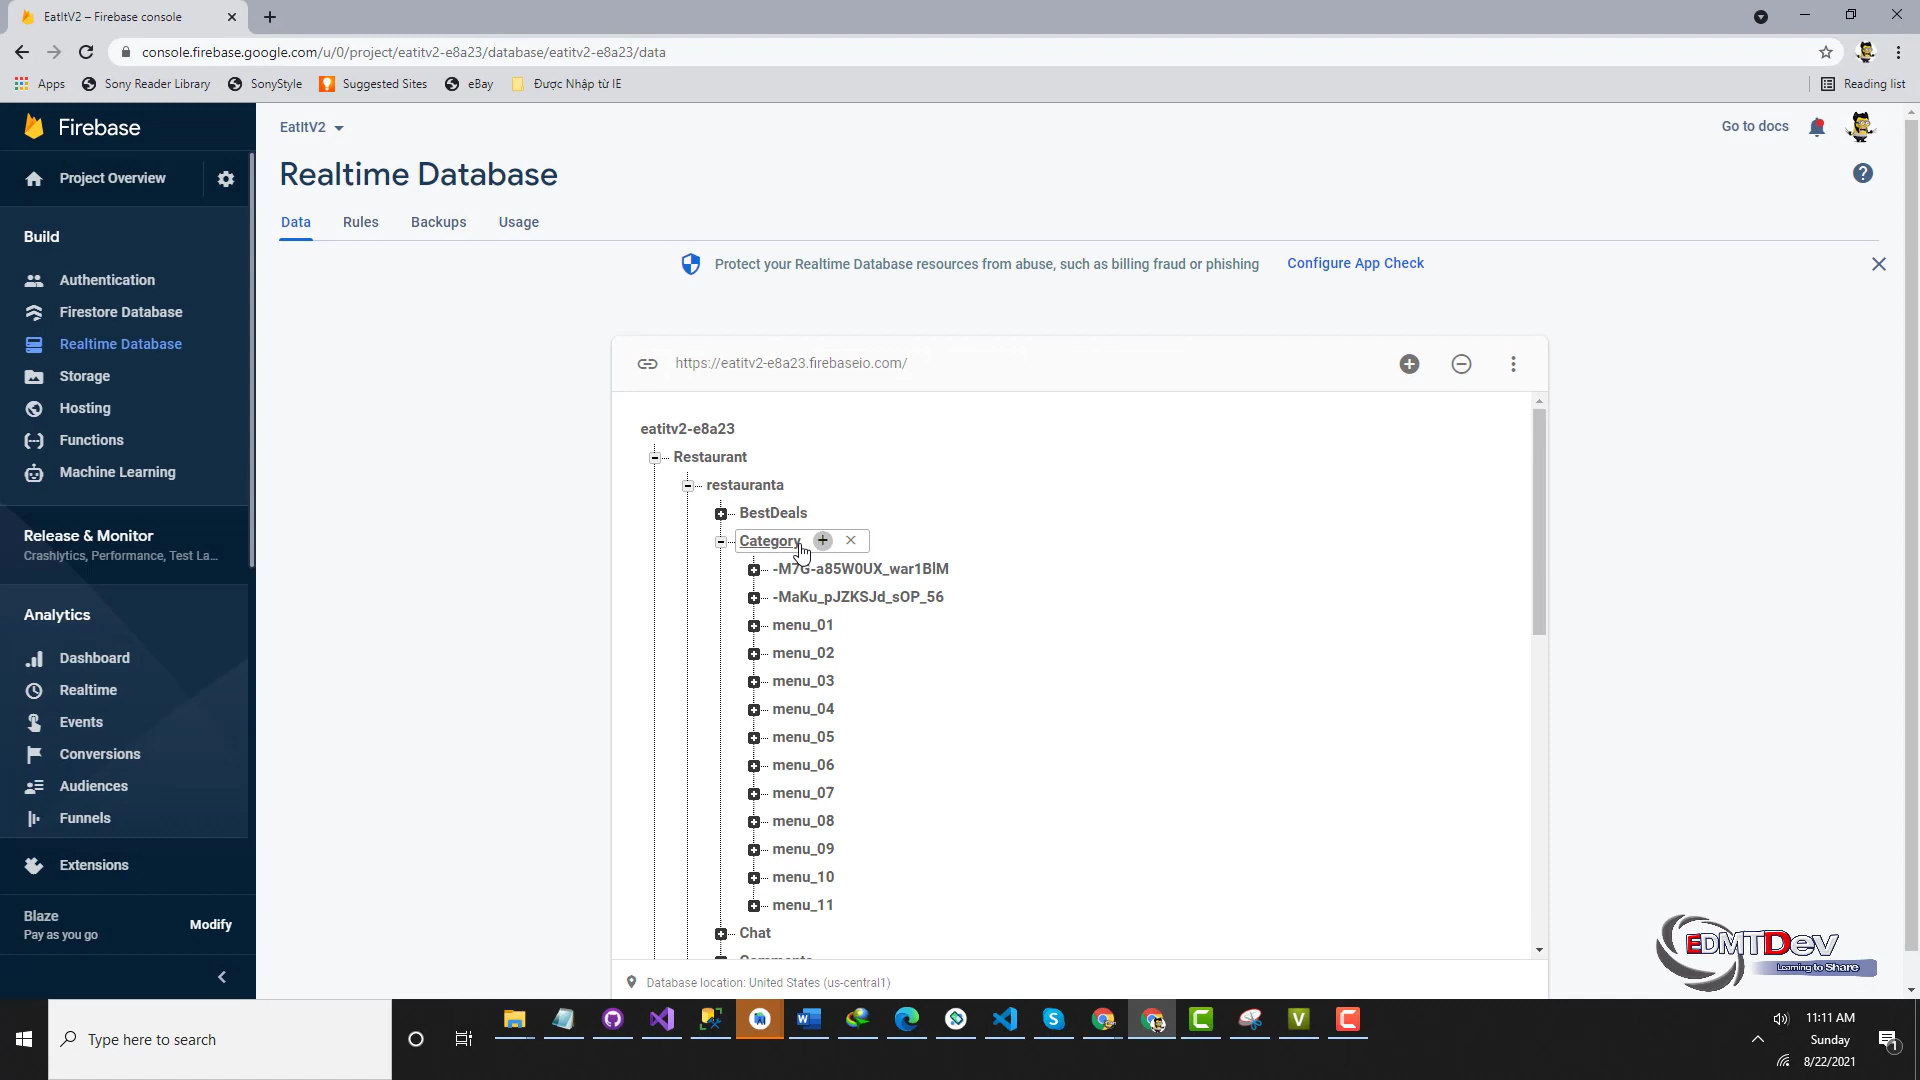 EatItV2 – Firebase console
console.firebase.google.com/u/0/project/eatitv2-e8a23/database/eatitv2-e8a23/data
Apps
Sony Reader Library
SonyStyle
Suggested Sites
eBay
Được Nhập từ IE
Reading list
Firebase
Project Overview
Build
Authentication
Firestore Database
Realtime Database
Storage
Hosting
Functions
Machine Learning
Release & Monitor
Crashlytics, Performance, Test La...
Analytics
Dashboard
Realtime
Events
Conversions
Audiences
Funnels
Extensions
Blaze
Pay as you go
Modify
EatItV2
Go to docs
Realtime Database
Data
Rules
Backups
Usage
Protect your Realtime Database resources from abuse, such as billing fraud or phishing
Configure App Check
https://eatitv2-e8a23.firebaseio.com/
eatitv2-e8a23
Restaurant
restauranta
BestDeals
Category
-M7G-a85W0UX_war1BlM
-MaKu_pJZKSJd_sOP_56
menu_01
menu_02
menu_03
menu_04
menu_05
menu_06
menu_07
menu_08
menu_09
menu_10
menu_11
Chat
Database location: United States (us-central1)
EDMTDev
Learning to Share
Type here to search
11:11 AM
Sunday
8/22/2021
1